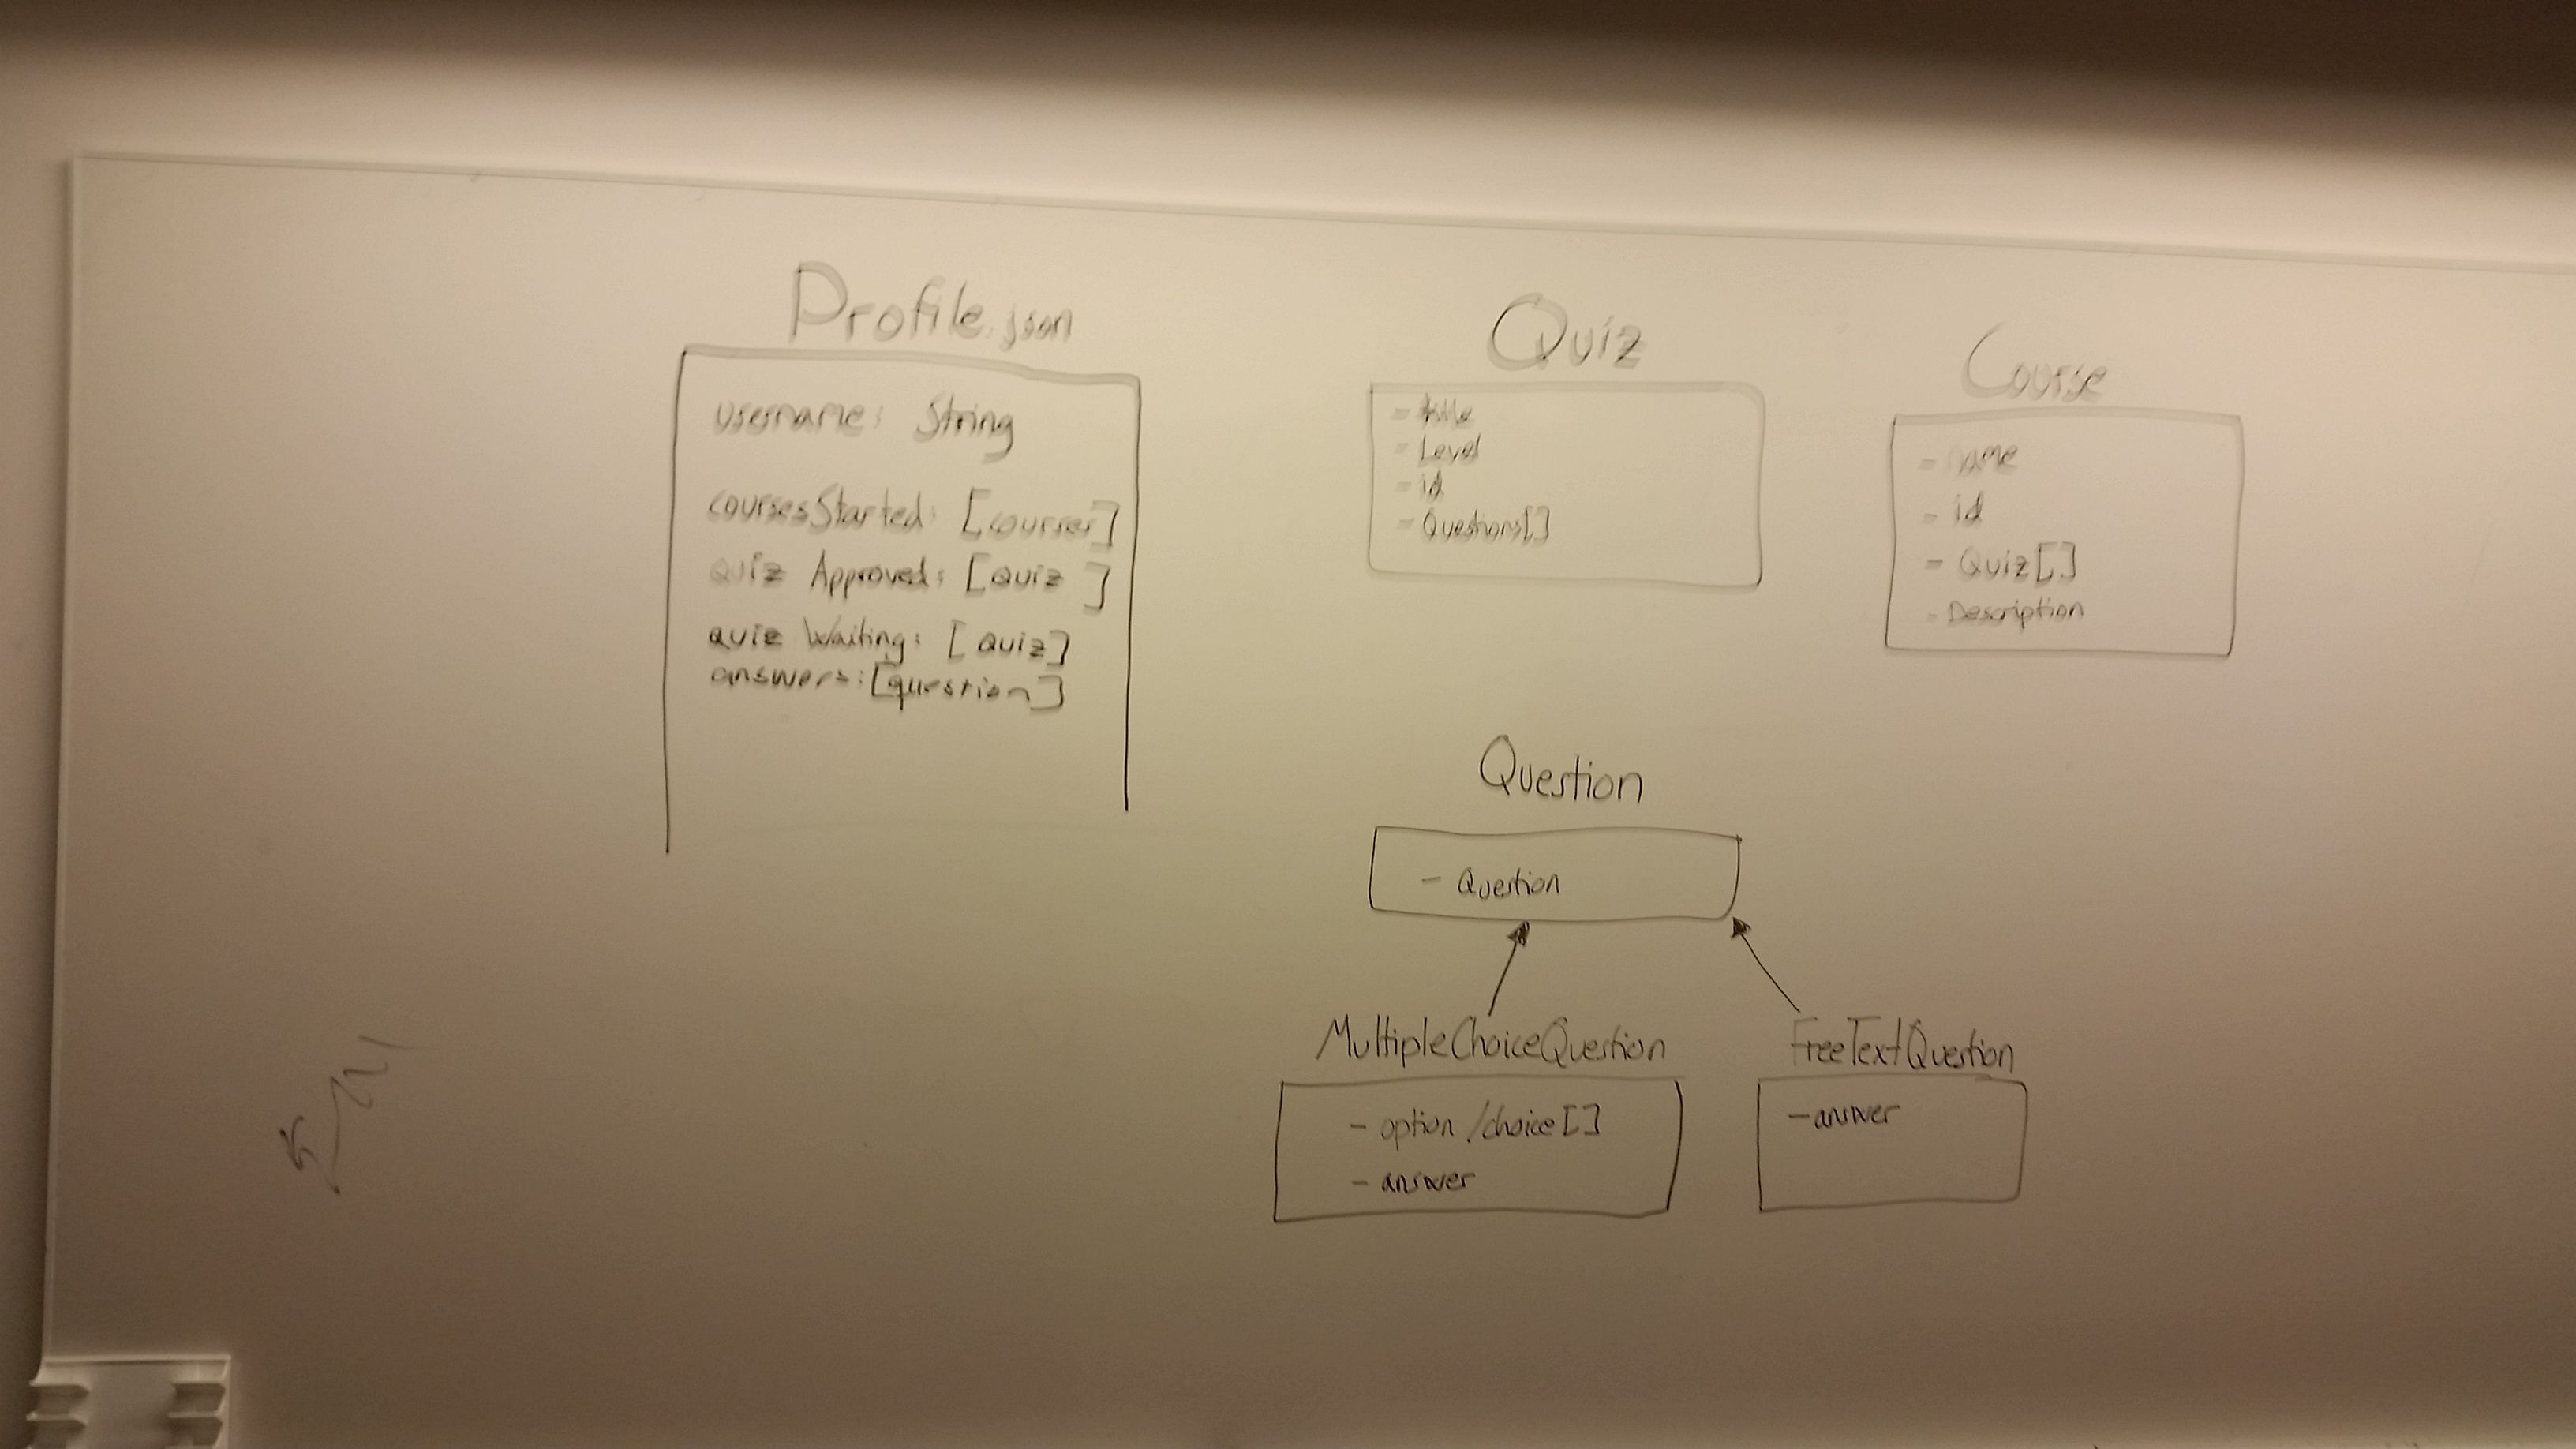 Profile.json
username: String
coursesStarted: [courses]
quiz Approved: [quiz ]
quiz Waiting: [quiz]
answers: [question]
Quiz
- title
- Level
- id
- Questions[]
Course
- name
- id
- Quiz[]
- Description
Question
- Question
MultipleChoiceQuestion
- option /choice[]
- answer
FreeTextQuestion
- answer